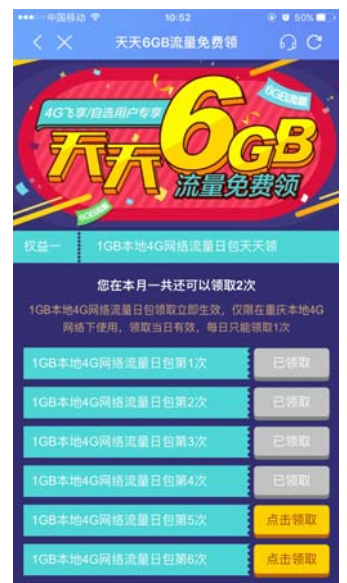 中国移动 10:52 50%
天天6GB流量免费领
6GB流量
4G飞享/自选用户专享
天天6GB
流量免费领
6GB流量
权益一 1GB本地4G网络流量日包天天领
您在本月一共还可以领取2次
1GB本地4G网络流量日包领取立即生效，仅限在重庆本地4G
网络下使用，领取当日有效，每日只能
领取1次
1GB本地4G网络流量日包第1次 已领取
1GB本地4G网络流量日包第2次 已领取
1GB本地4G网络流量日包第3次 已领取
1GB本地4G网络流量日包第4次 已领取
1GB本地4G网络流量日包第5次 点击领取
1GB本地4G网络流量日包第6次 点击领取